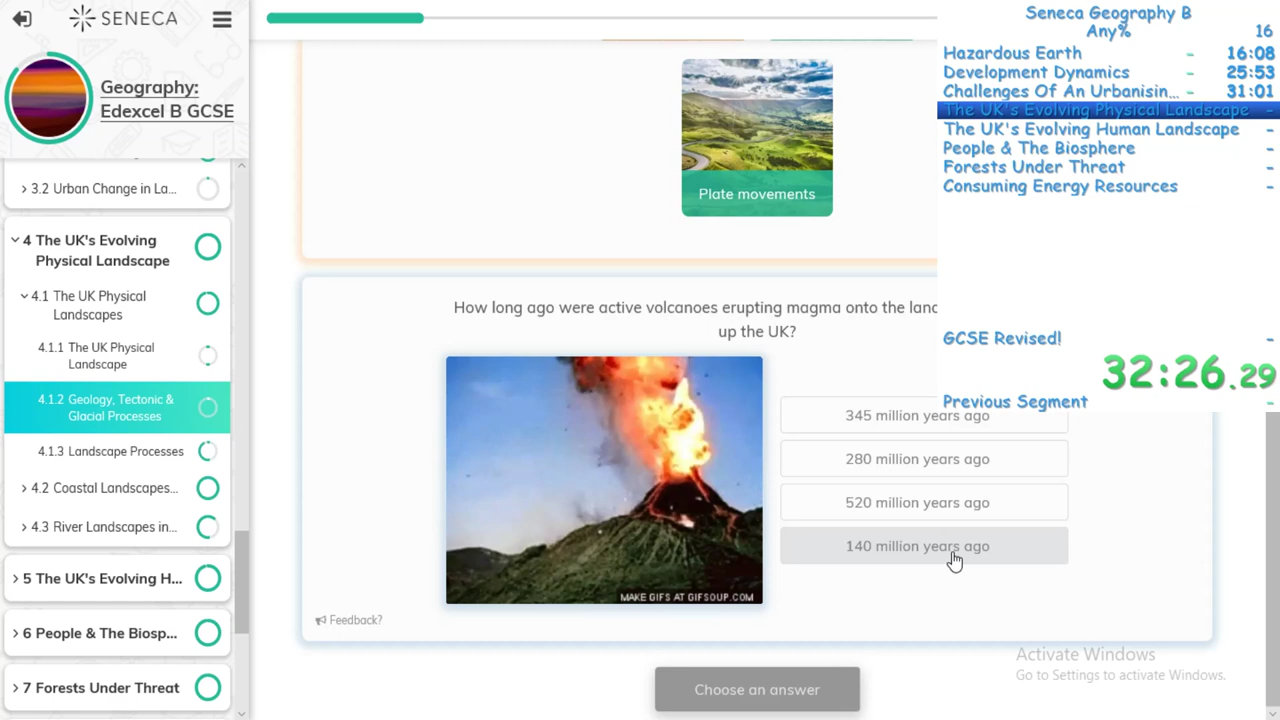 SENECA
Geography:
Edexcel B GCSE
3.2 Urban Change in La...
4 The UK's Evolving
Physical Landscape
4.1 The UK Physical
Landscapes
4.1.1 The UK Physical
Landscape
4.1.2 Geology, Tectonic &
Glacial Processes
4.1.3 Landscape Processes
4.2 Coastal Landscapes...
4.3 River Landscapes in...
5 The UK's Evolving H...
6 People & The Biosp...
7 Forests Under Threat
Plate movements
How long ago were active volcanoes erupting magma onto the land
up the UK?
MAKE GIFS AT GIFSOUP.COM
345 million years ago
280 million years ago
520 million years ago
140 million years ago
Feedback?
Choose an answer
Activate Windows
Go to Settings to activate Windows.
Seneca Geography B
Any% 16
Hazardous Earth - 16:08
Development Dynamics - 25:53
Challenges Of An Urbanisin... - 31:01
The UK's Evolving Physical Landscape -
The UK's Evolving Human Landscape -
People & The Biosphere -
Forests Under Threat -
Consuming Energy Resources -
GCSE Revised! -
32:26.29
Previous Segment -